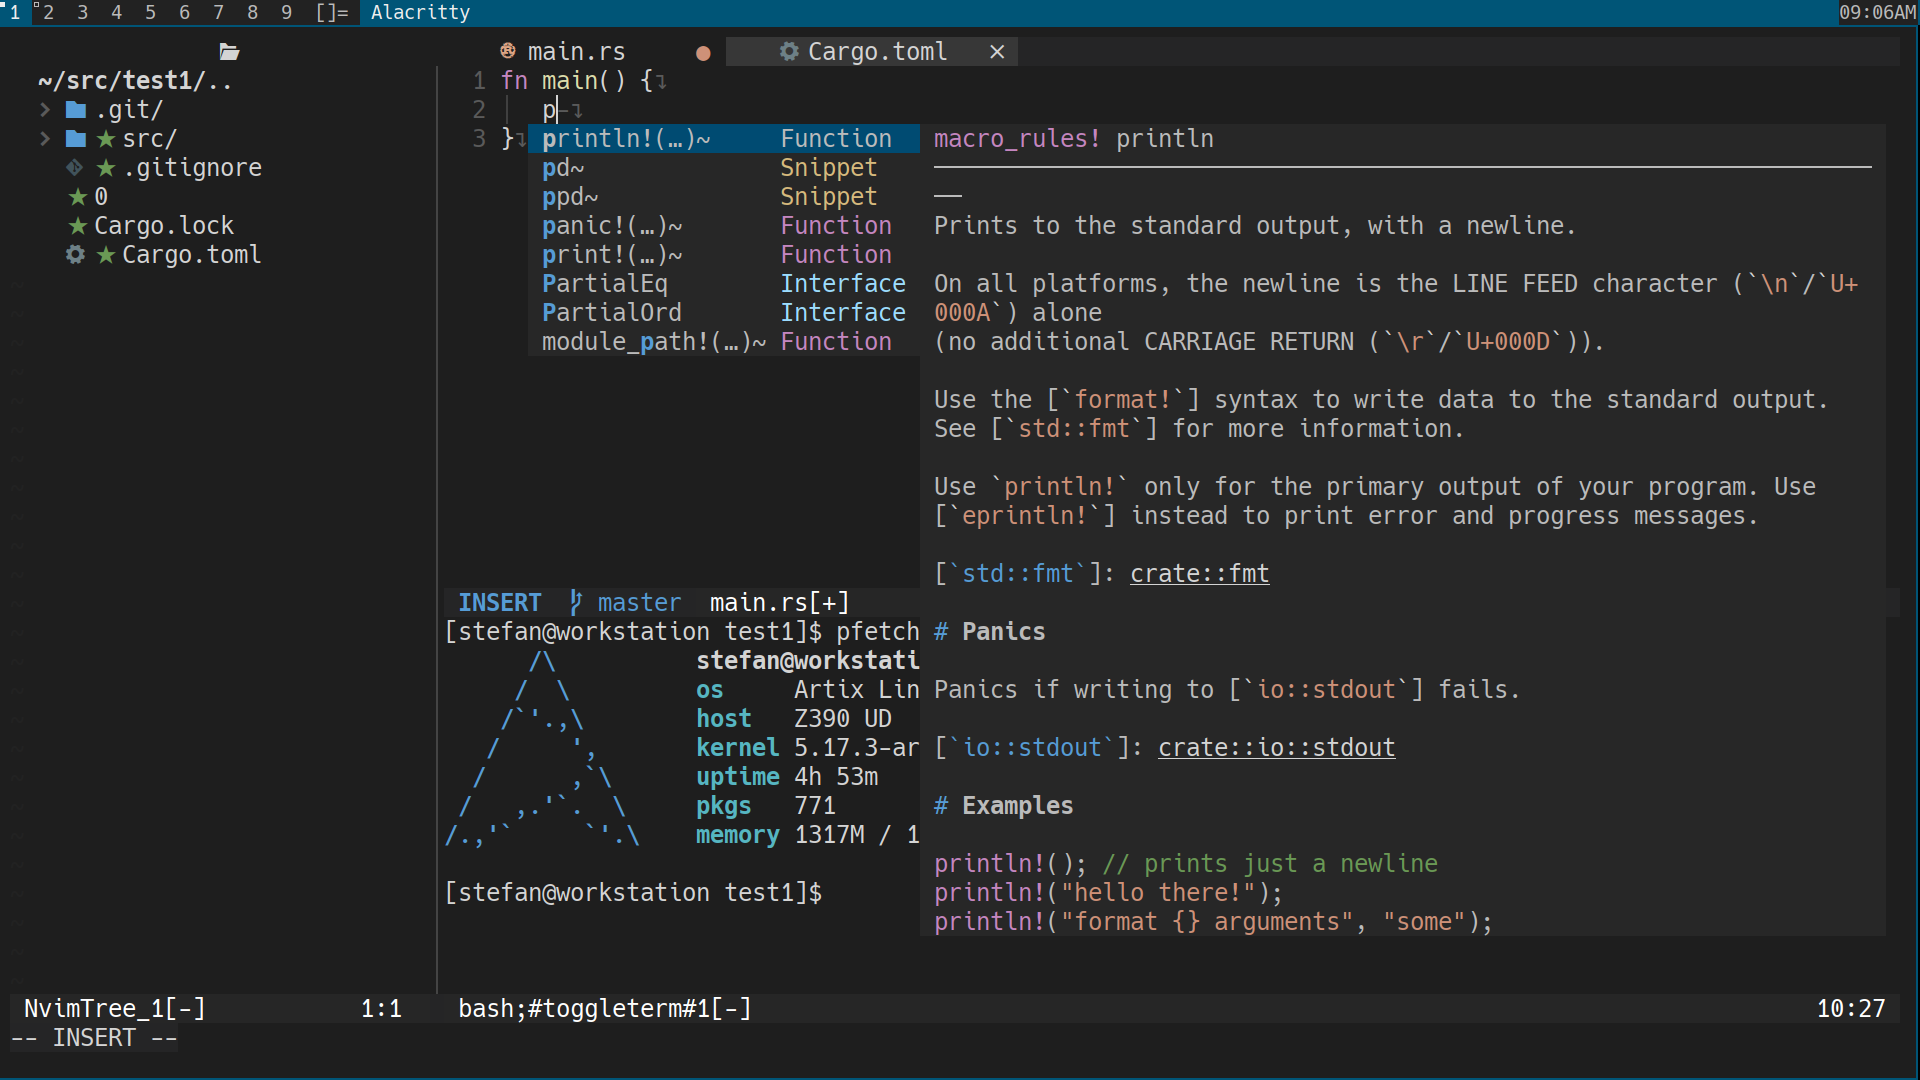 1 2 3 4 5 6 7 8 9 []= Alacritty 09:06AM
main.rs ● Cargo.toml ×
~/src/test1/..
> .git/
> ★ src/
★ .gitignore
★ 0
★ Cargo.lock
★ Cargo.toml
1 fn main() {↴
2 │ p-↴
3 }↴
println!(…)~ Function
pd~ Snippet
ppd~ Snippet
panic!(…)~ Function
print!(…)~ Function
PartialEq Interface
PartialOrd Interface
module_path!(…)~ Function
macro_rules! println
Prints to the standard output, with a newline.
On all platforms, the newline is the LINE FEED character (`\n`/`U+
000A`) alone
(no additional CARRIAGE RETURN (`\r`/`U+000D`)).
Use the [`format!`] syntax to write data to the standard output.
See [`std::fmt`] for more information.
Use `println!` only for the primary output of your program. Use
[`eprintln!`] instead to print error and progress messages.
[`std::fmt`]: crate::fmt
# Panics
Panics if writing to [`io::stdout`] fails.
[`io::stdout`]: crate::io::stdout
# Examples
println!(); // prints just a newline
println!("hello there!");
println!("format {} arguments", "some");
INSERT master main.rs[+]
[stefan@workstation test1]$ pfetch
/\ stefan@workstati
/ \ os Artix Lin
/`'.,\ host Z390 UD
/ ', kernel 5.17.3-ar
/ ,`\ uptime 4h 53m
/ ,.'`. \ pkgs 771
/.,'` `'.\ memory 1317M / 1
[stefan@workstation test1]$
NvimTree_1[-] 1:1 bash;#toggleterm#1[-] 10:27
-- INSERT --